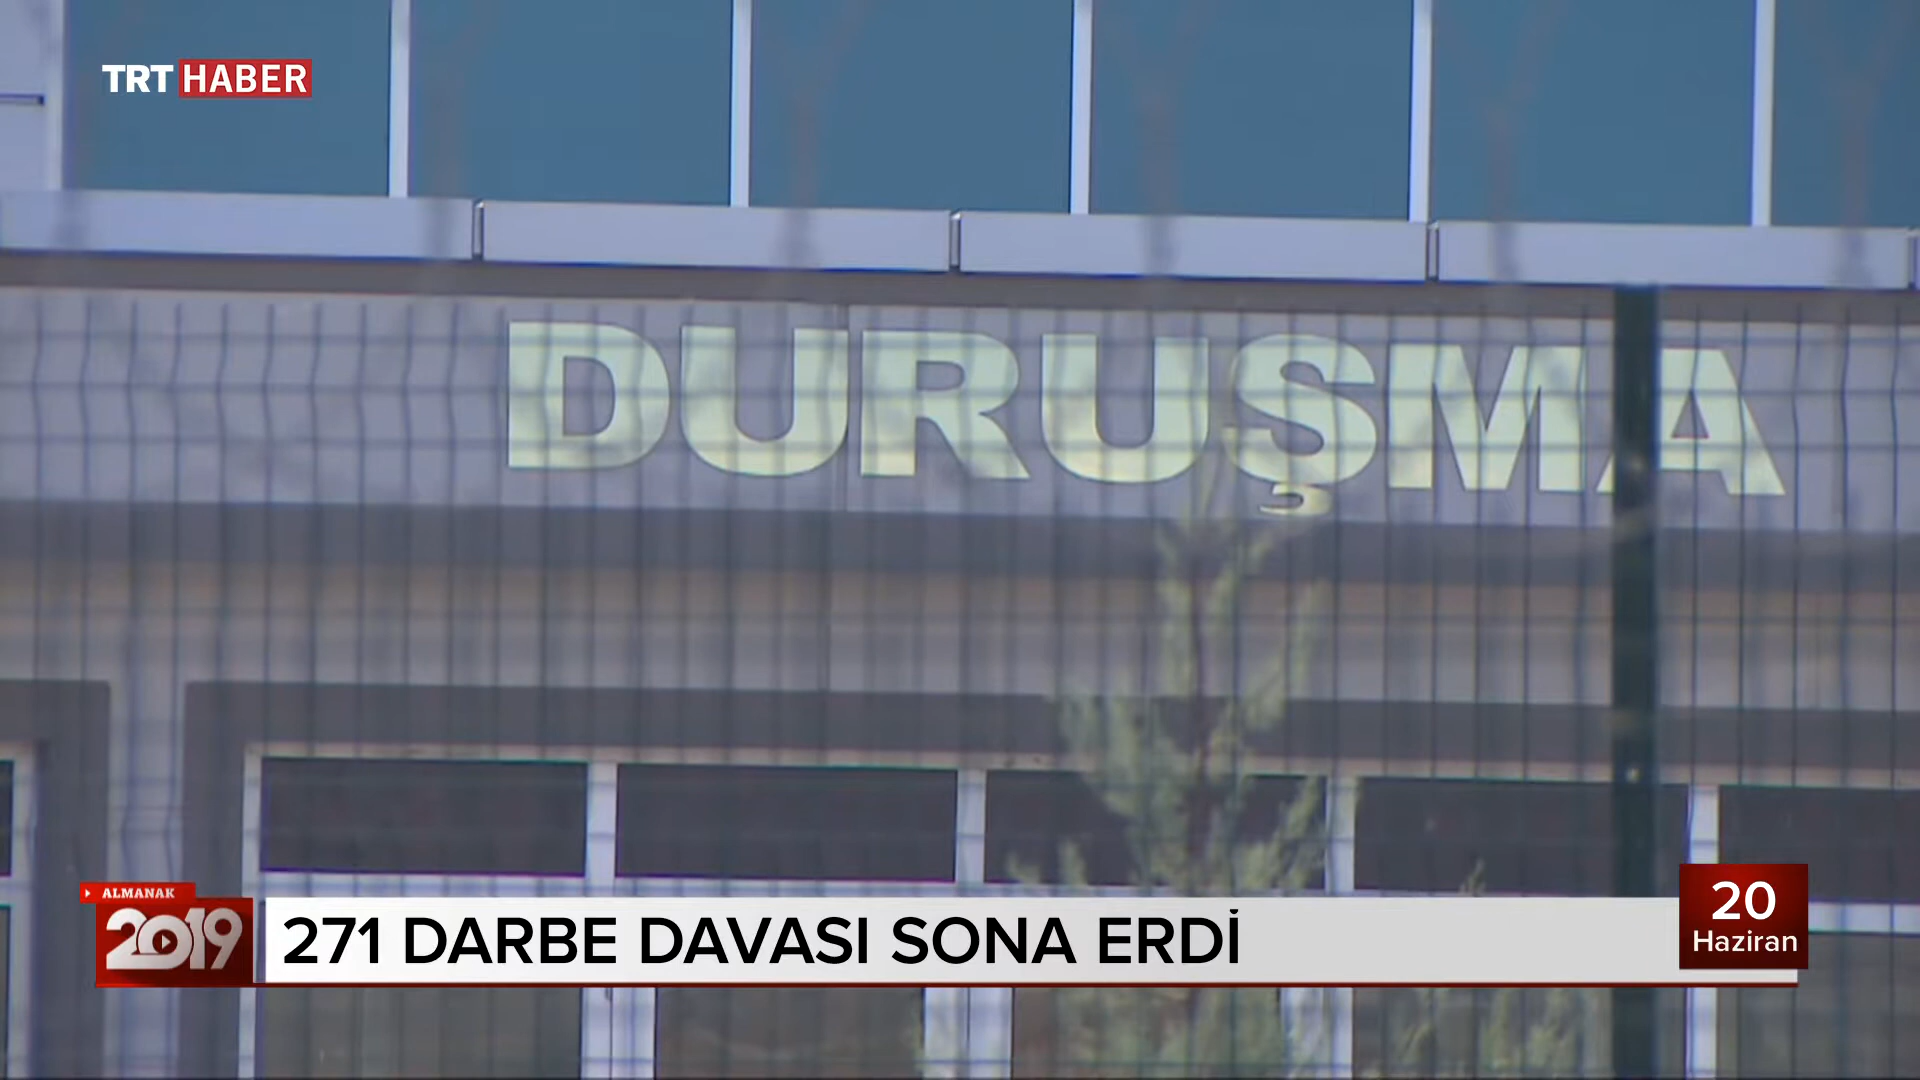 TRT HABER
DURUŞMA
ALMANAK
2019
271 DARBE DAVASI SONA ERDİ
20
Haziran